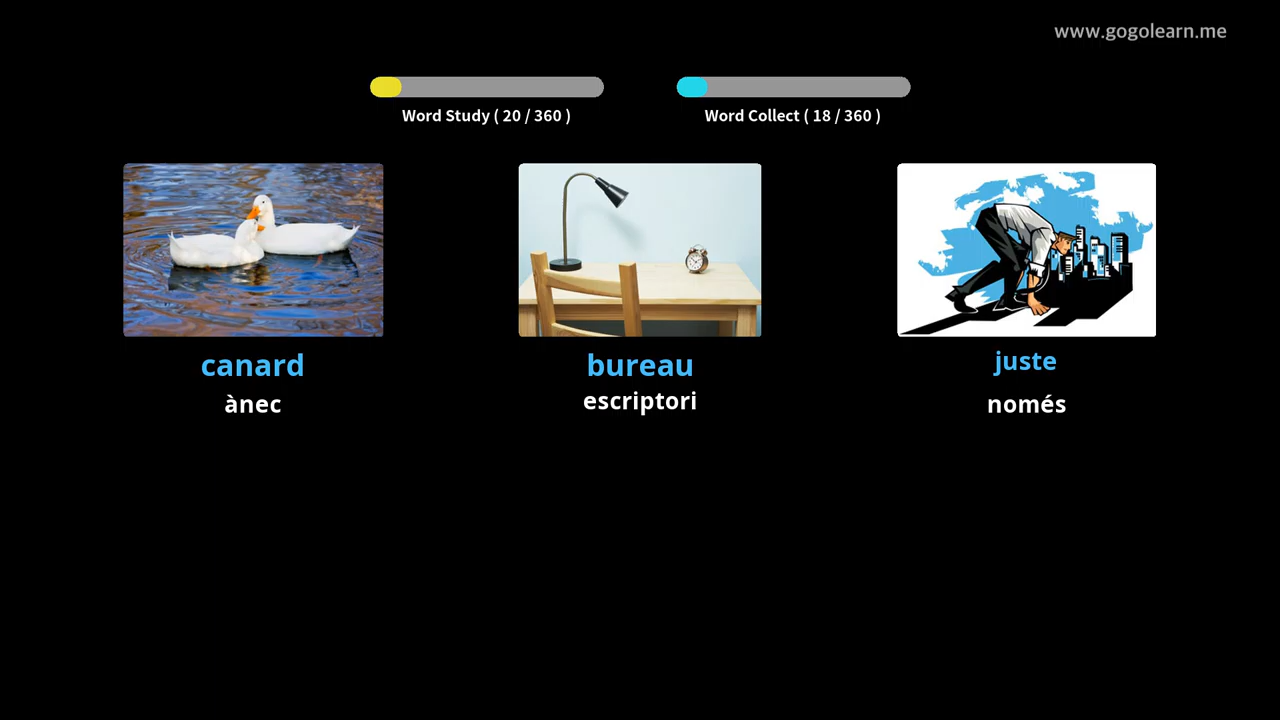 www.gogolearn.me
Word Study ( 20 / 360 )
Word Collect ( 18 / 360 )
canard
ànec
bureau
escriptori
juste
només